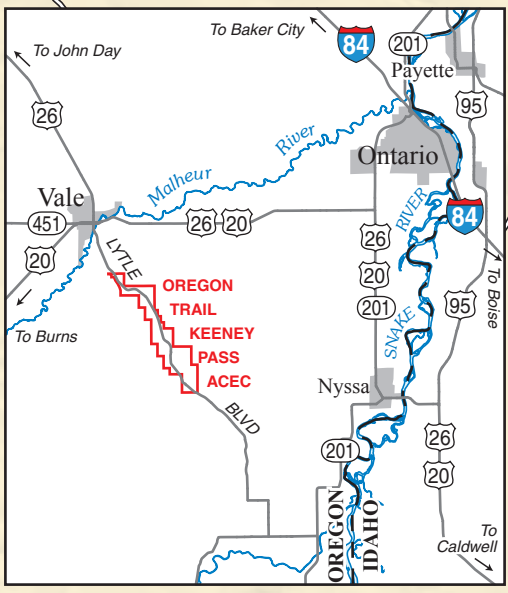 To Baker City
84
201
To John Day
Payette
26
95
Malheur River
Ontario
Vale
RIVER
84
451
26 20
LYTLE
26
20
20
To Boise
OREGON
TRAIL
KEENEY
PASS
ACEC
201
95
To Burns
SNAKE
Nyssa
BLVD
201
26
20
OREGON
IDAHO
To
Caldwell